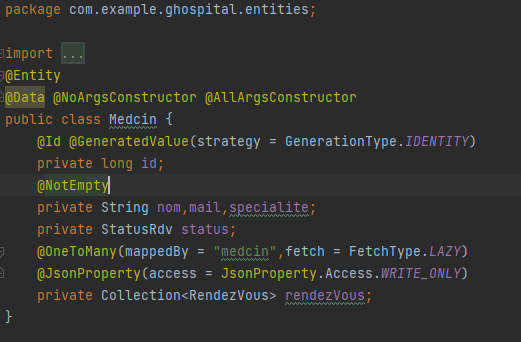 package com.example.ghospital.entities;
import ...
@Entity
@Data @NoArgsConstructor @AllArgsConstructor
public class Medcin {
@Id @GeneratedValue(strategy = GenerationType.IDENTITY)
private long id;
@NotEmpty
private String nom,mail,specialite;
private StatusRdv status;
@OneToMany(mappedBy = "medcin",fetch = FetchType.LAZY)
@JsonProperty(access = JsonProperty.Access.WRITE_ONLY)
private Collection<RendezVous> rendezVous;
}